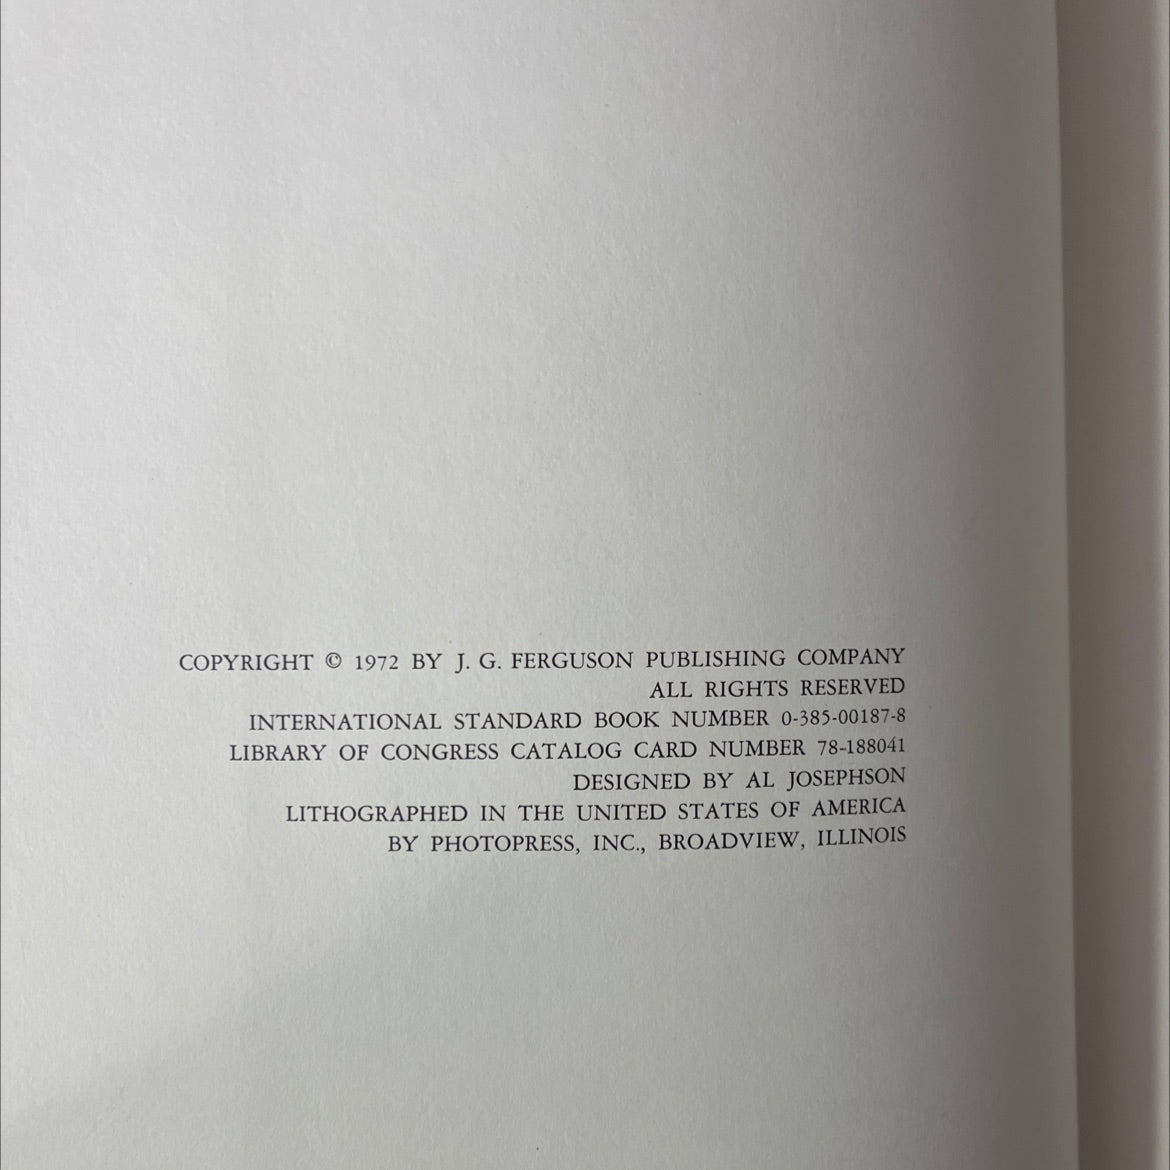 COPYRIGHT © 1972 BY J. G. FERGUSON PUBLISHING COMPANY
ALL RIGHTS RESERVED
INTERNATIONAL STANDARD BOOK NUMBER 0-385-00187-8
LIBRARY OF CONGRESS CATALOG CARD NUMBER 78-188041
DESIGNED BY AL JOSEPHSON
LITHOGRAPHED IN THE UNITED STATES OF AMERICA
BY PHOTOPRESS, INC., BROADVIEW, ILLINOIS